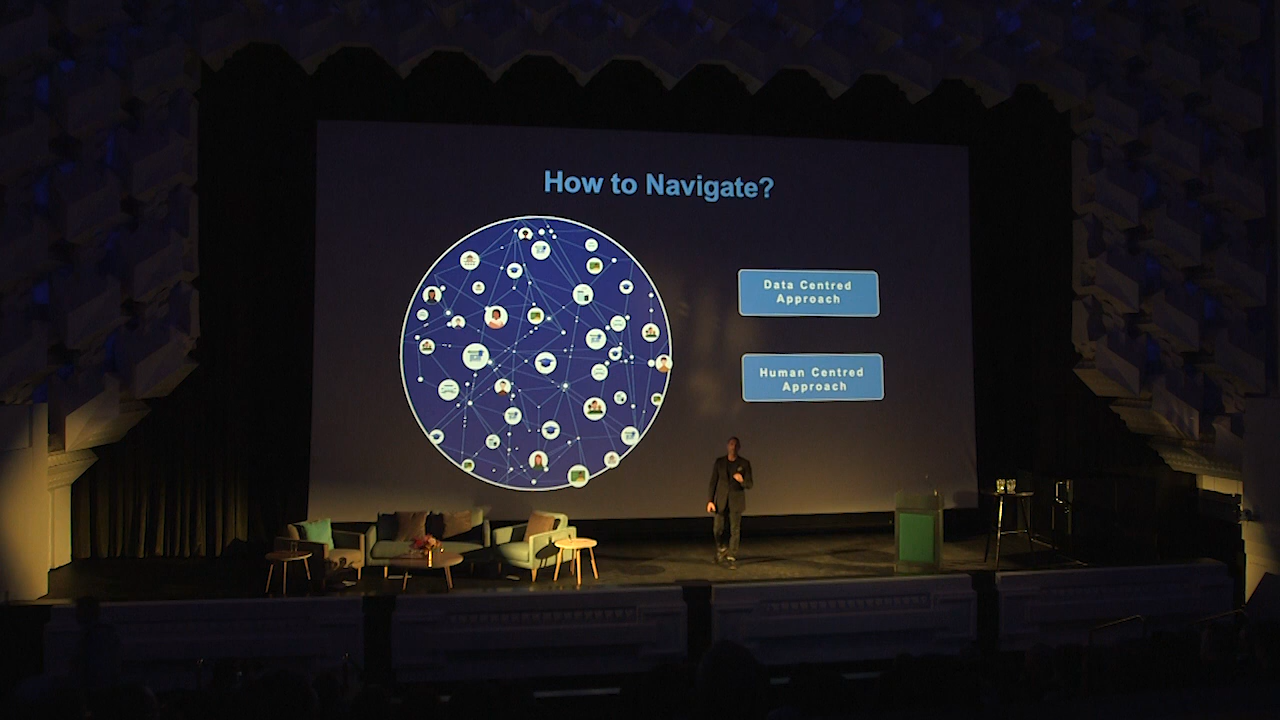 How to Navigate?
Data Centred
Approach
Human Centred
Approach